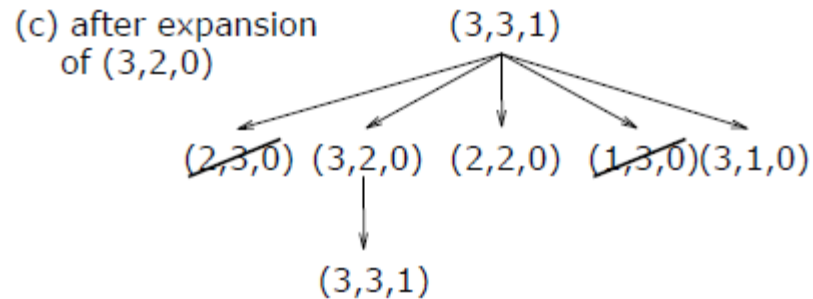 (c) after expansion
of (3,2,0)
(3,3,1)
(2,3,0) (3,2,0) (2,2,0) (1,3,0)(3,1,0)
(3,3,1)